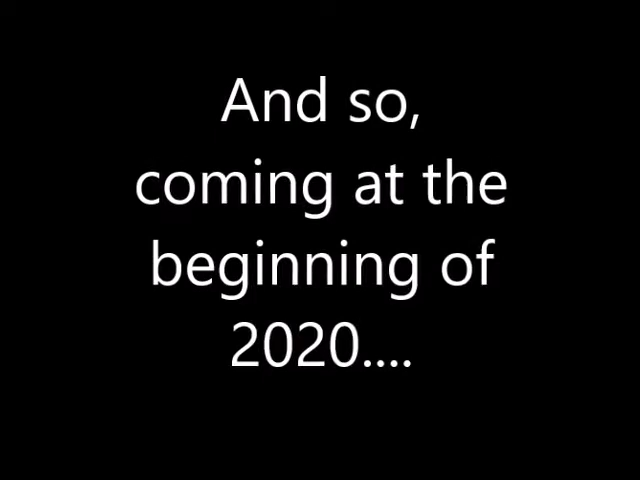 And so,
coming at the
beginning of
2020....